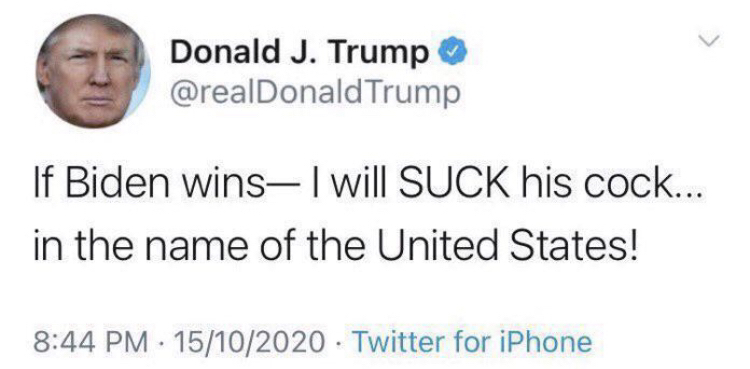 Donald J. Trump
@realDonaldTrump
If Biden wins— I will SUCK his cock...
in the name of the United States!
8:44 PM · 15/10/2020 · Twitter for iPhone